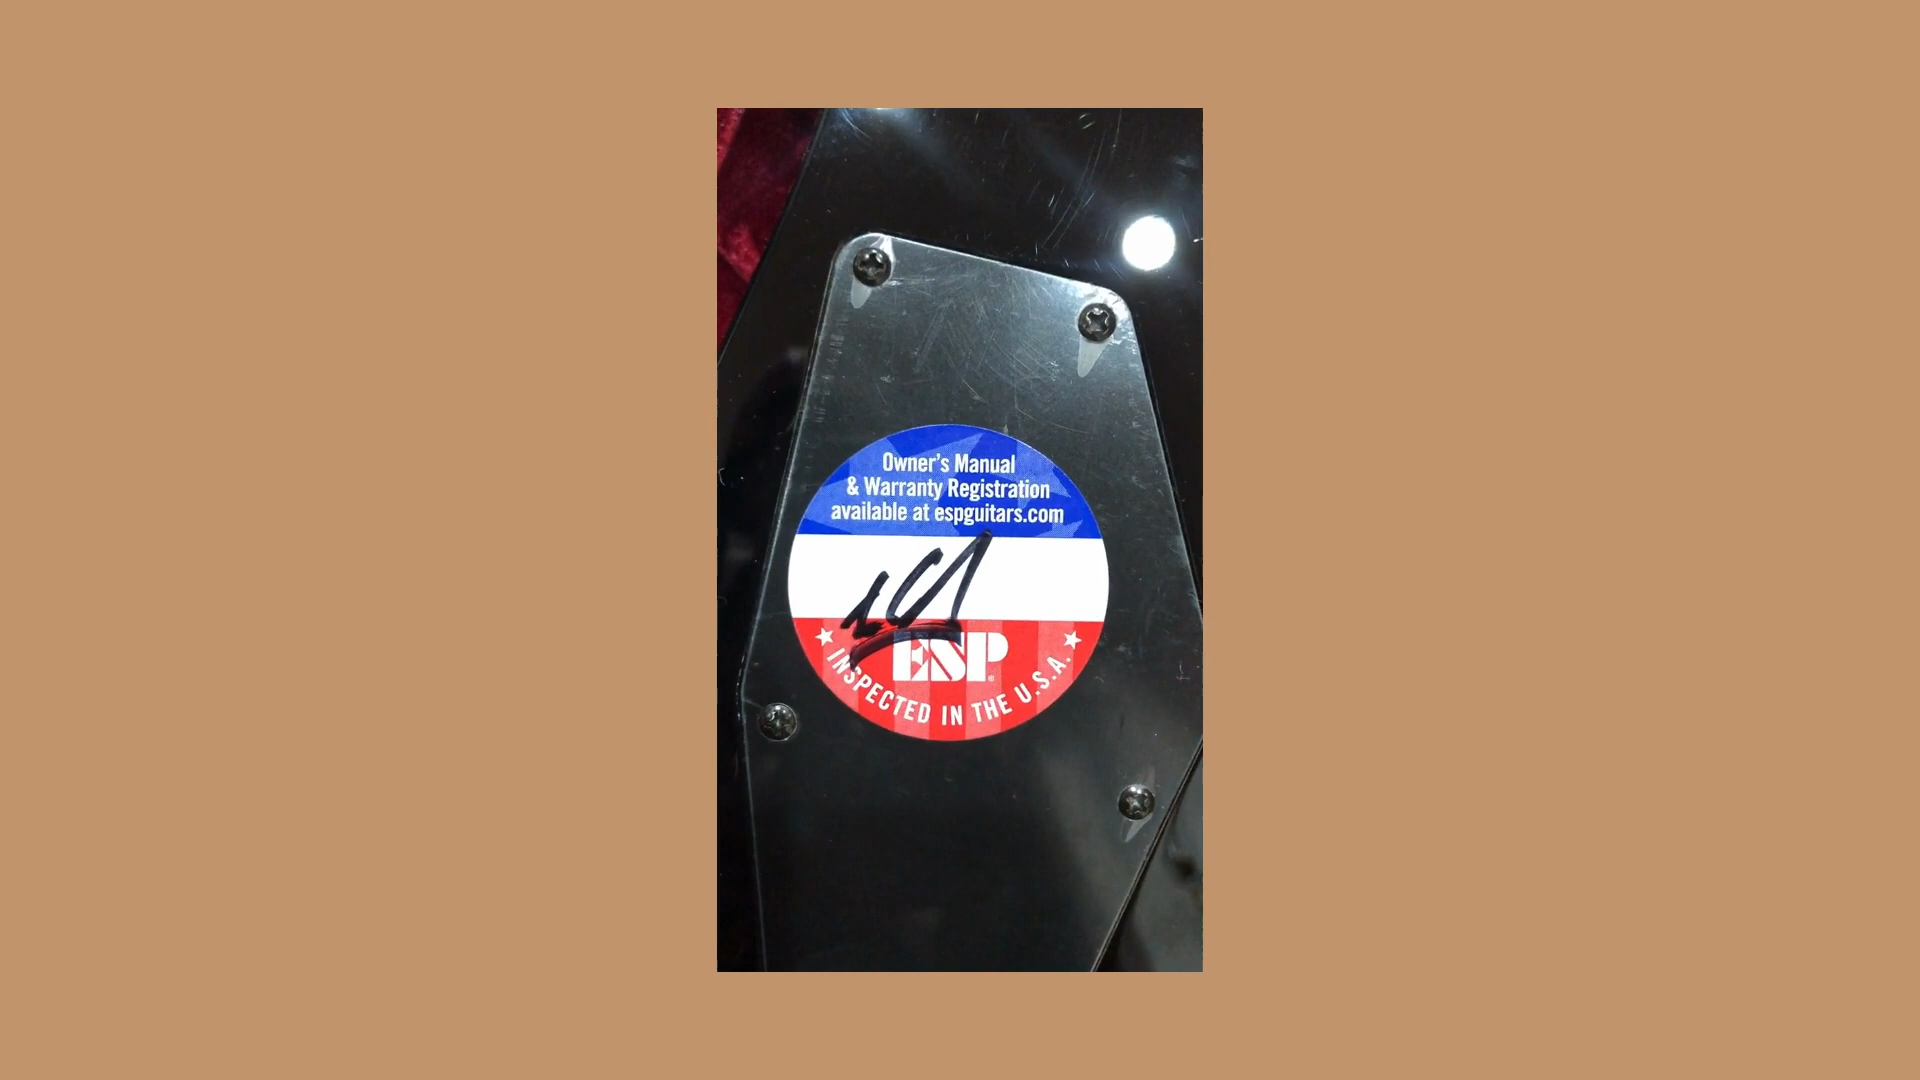 Owner's Manual
& Warranty Registration
available at espguitars.com
ESP
INSPECTED IN THE U.S.A.